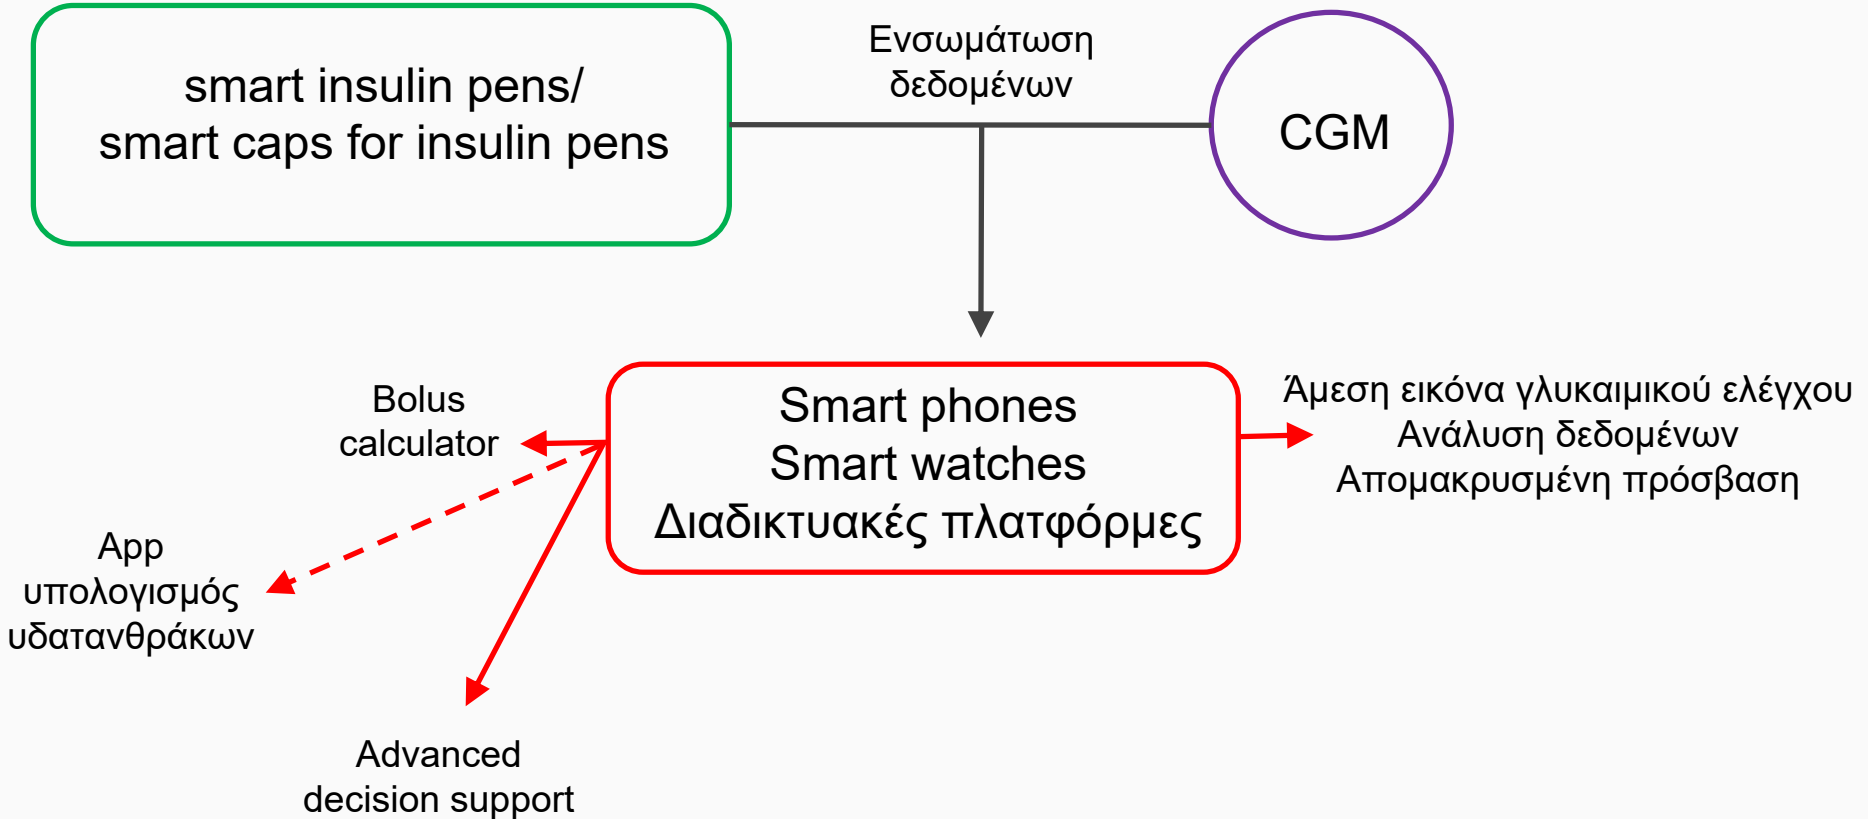 smart insulin pens/
smart caps for insulin pens
Ενσωμάτωση
δεδομένων
CGM
Smart phones
Smart watches
Διαδικτυακές πλατφόρμες
Άμεση εικόνα γλυκαιμικού ελέγχου
Ανάλυση δεδομένων
Απομακρυσμένη πρόσβαση
Bolus
calculator
App
υπολογισμός
υδατανθράκων
Advanced
decision support